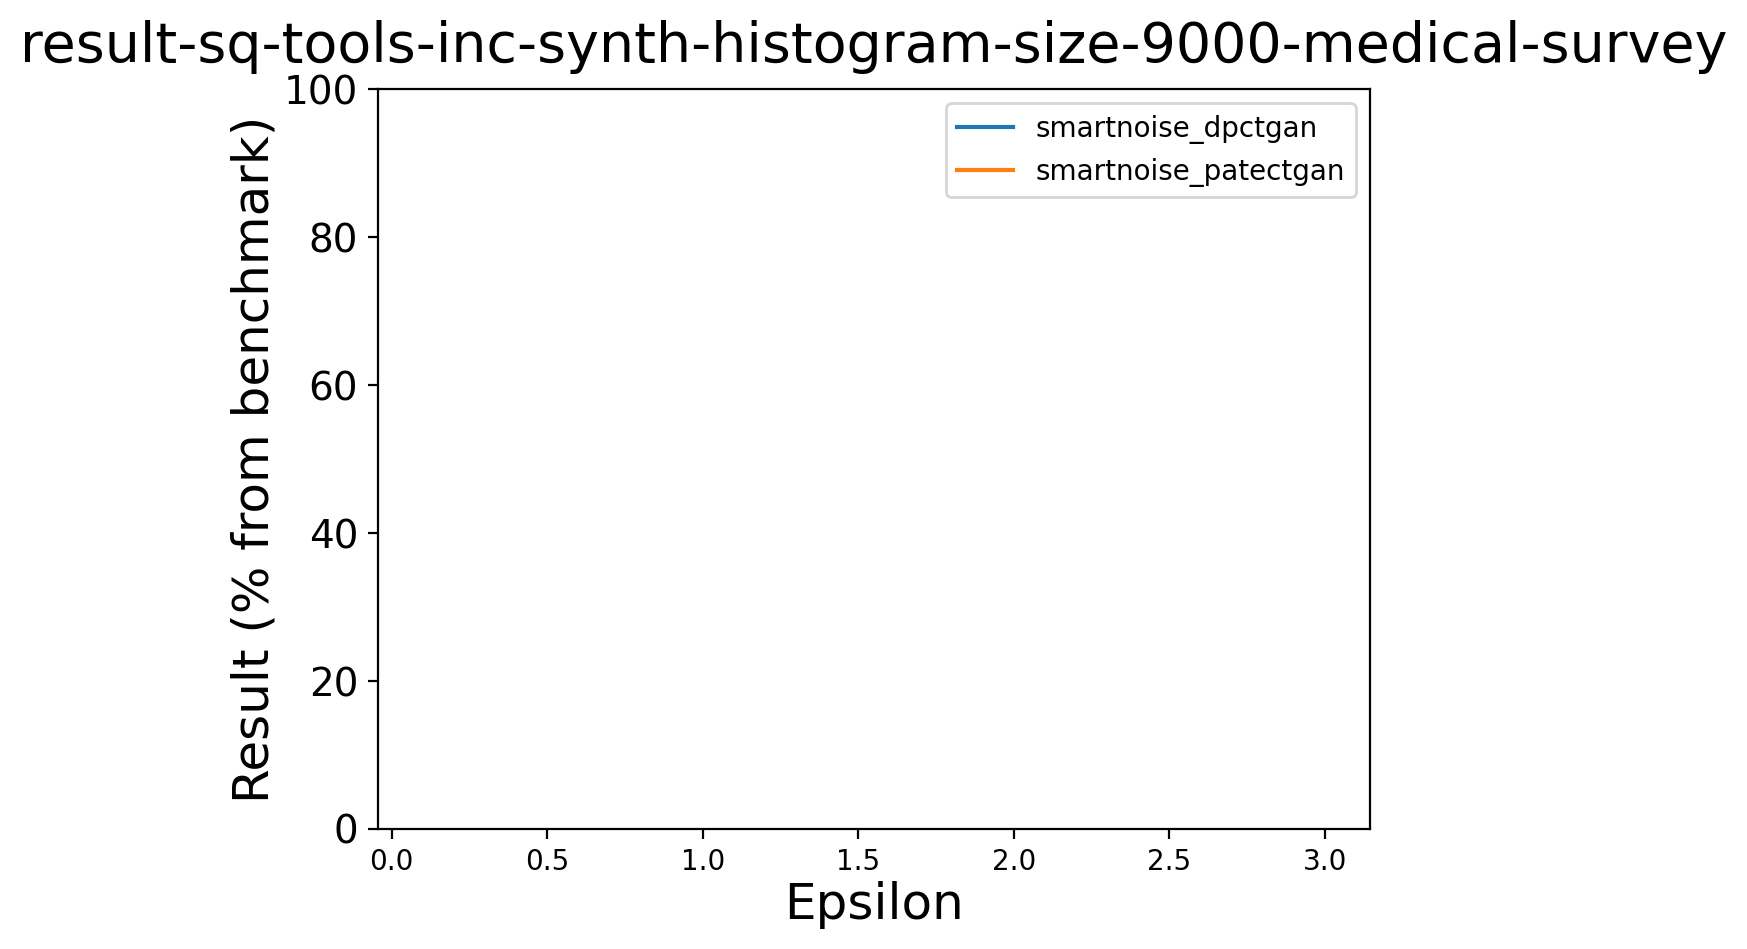 result-sq-tools-inc-synth-histogram-size-9000-medical-survey
100
80
60
40
20
0
Result (% from benchmark)
smartnoise_dpctgan
smartnoise_patectgan
0.0 0.5 1.0 1.5 2.0 2.5 3.0
Epsilon